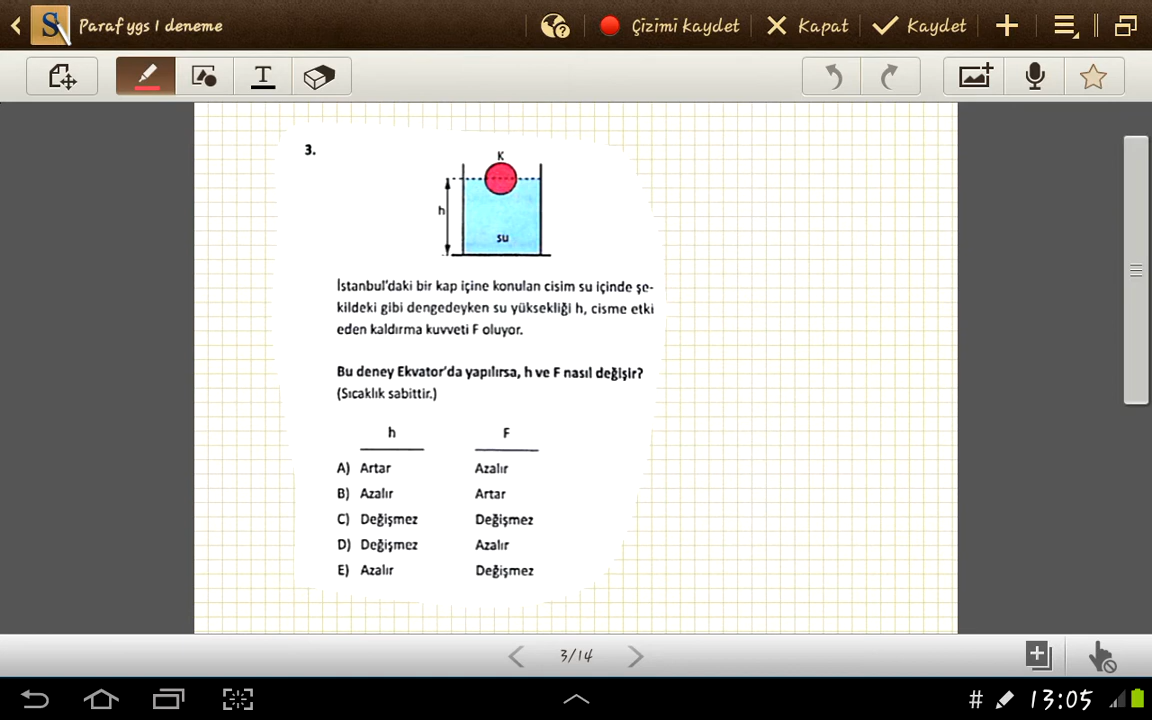 Paraf ygs 1 deneme
Çizimi kaydet
Kapat
Kaydet
T
3.
K
h
su
İstanbul'daki bir kap içine konulan cisim su içinde şe-
kildeki gibi dengedeyken su yüksekliği h, cisme etki
eden kaldırma kuvveti F oluyor.
Bu deney Ekvator'da yapılırsa, h ve F nasıl değişir?
(Sıcaklık sabittir.)
h F
A) Artar Azalır
B) Azalır Artar
C) Değişmez Değişmez
D) Değişmez Azalır
E) Azalır Değişmez
3/14
# 13:05